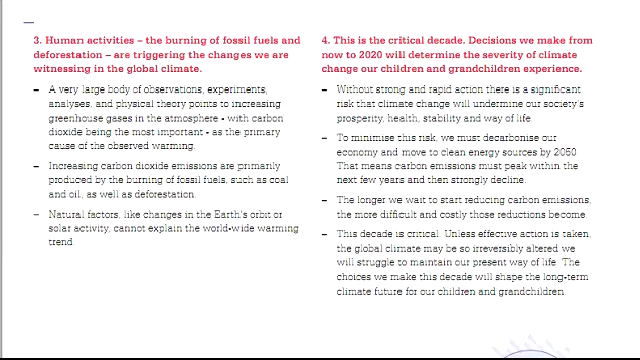 3. Human activities – the burning of fossil fuels and
deforestation – are triggering the changes we are
witnessing in the global climate.
– A very large body of observations, experiments,
analyses, and physical theory points to increasing
greenhouse gases in the atmosphere - with carbon
dioxide being the most important - as the primary
cause of the observed warming.
– Increasing carbon dioxide emissions are primarily
produced by the burning of fossil fuels, such as coal
and oil, as well as deforestation.
– Natural factors, like changes in the Earth's orbit or
solar activity, cannot explain the world-wide warming
trend
4. This is the critical decade. Decisions we make from
now to 2020 will determine the severity of climate
change our children and grandchildren experience.
– Without strong and rapid action there is a significant
risk that climate change will undermine our society's
prosperity, health, stability and way of life
– To minimise this risk, we must decarbonise our
economy and move to clean energy sources by 2050
That means carbon emissions must peak within the
next few years and then strongly decline.
– The longer we wait to start reducing carbon emissions,
the more difficult and costly those reductions become.
– This decade is critical. Unless effective action is taken,
the global climate may be so irreversibly altered we
will struggle to maintain our present way of life The
choices we make this decade will shape the long-term
climate future for our children and grandchildren.